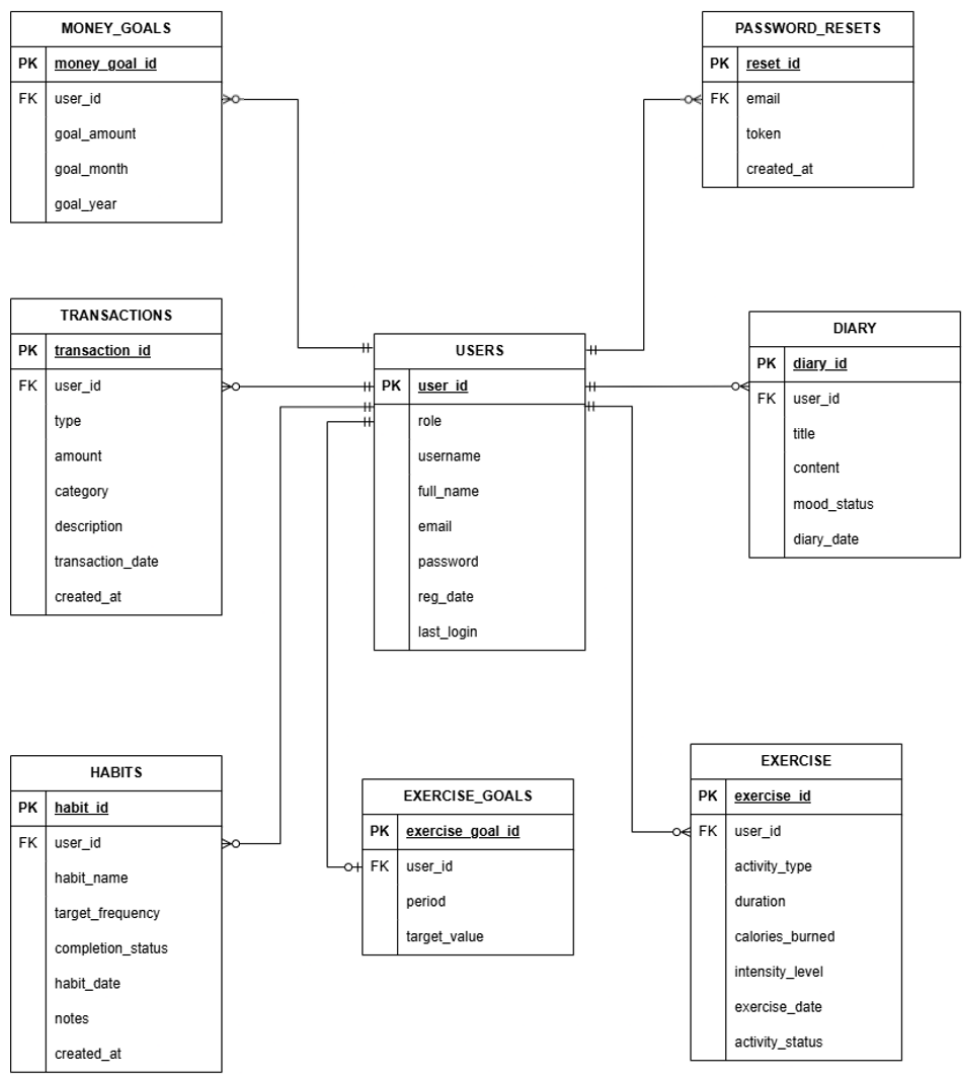 MONEY_GOALS
PK money_goal_id
FK user_id
goal_amount
goal_month
goal_year
PASSWORD_RESETS
PK reset_id
FK email
token
created_at
TRANSACTIONS
PK transaction_id
FK user_id
type
amount
category
description
transaction_date
created_at
USERS
PK user_id
role
username
full_name
email
password
reg_date
last_login
DIARY
PK diary_id
FK user_id
title
content
mood_status
diary_date
HABITS
PK habit_id
FK user_id
habit_name
target_frequency
completion_status
habit_date
notes
created_at
EXERCISE_GOALS
PK exercise_goal_id
FK user_id
period
target_value
EXERCISE
PK exercise_id
FK user_id
activity_type
duration
calories_burned
intensity_level
exercise_date
activity_status